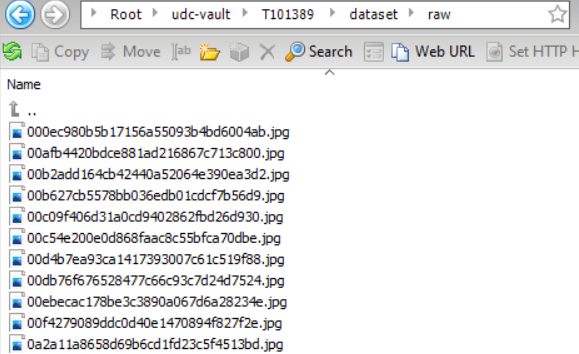 Root udc-vault T101389 dataset raw
Copy Move ab Search Web URL Set HTTP H
Name
..
000ec980b5b17156a55093b4bd6004ab.jpg
00afb4420bdce881ad216867c713c800.jpg
00b2add164cb42440a52064e390ea3d2.jpg
00b627cb5578bb036edb01cdcf7b56d9.jpg
00c09f406d31a0cd9402862fbd26d930.jpg
00c54e200e0d868faac8c55bfca70dbe.jpg
00d4b7ea93ca1417393007c61c519f88.jpg
00db76f676528477c66c93c7d24d7524.jpg
00ebecac178be3c3890a067d6a28234e.jpg
00f4279089ddc0d40e1470894f827f2e.jpg
0a2a11a8658d69b6cd1fd23c5f4513bd.jpg